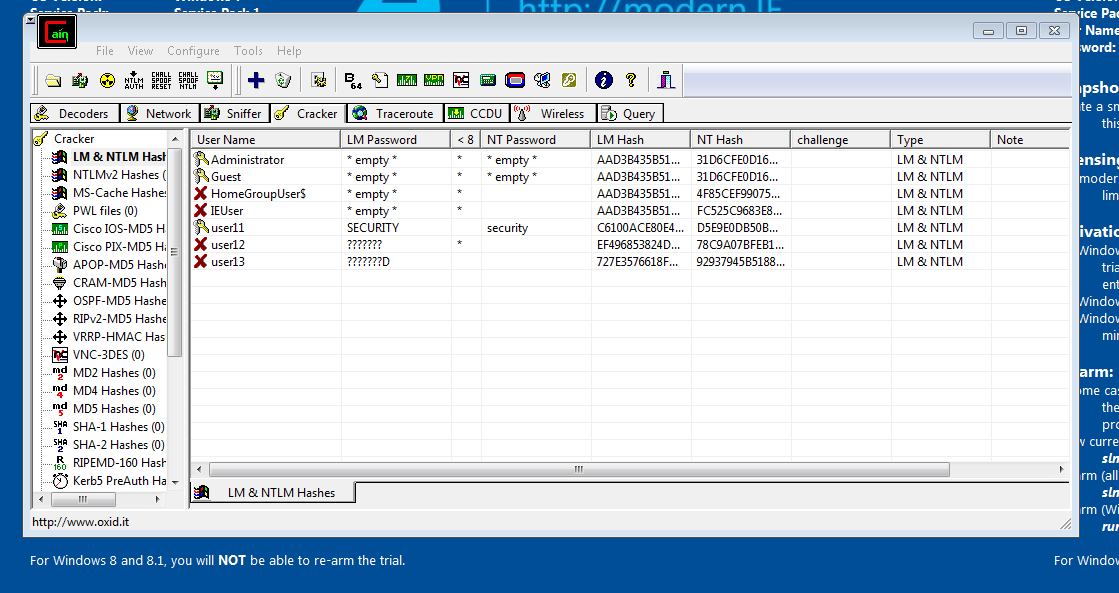 http://modern.IE
Service Pack 1
Cain
File View Configure Tools Help
Decoders Network Sniffer Cracker Traceroute CCDU Wireless Query
Cracker
LM & NTLM Hash
NTLMv2 Hashes (
MS-Cache Hashes
PWL files (0)
Cisco IOS-MD5 H
Cisco PIX-MD5 Ha
APOP-MD5 Hashe
CRAM-MD5 Hashe
OSPF-MD5 Hashe
RIPv2-MD5 Hashe
VRRP-HMAC Has
VNC-3DES (0)
MD2 Hashes (0)
MD4 Hashes (0)
MD5 Hashes (0)
SHA-1 Hashes (0)
SHA-2 Hashes (0)
RIPEMD-160 Hash
Kerb5 PreAuth Ha
User Name LM Password < 8 NT Password LM Hash NT Hash challenge Type Note
Administrator * empty * * * empty * AAD3B435B51... 31D6CFE0D16... LM & NTLM
Guest * empty * * * empty * AAD3B435B51... 31D6CFE0D16... LM & NTLM
HomeGroupUser$ * empty * * AAD3B435B51... 4F85CEF99075... LM & NTLM
IEUser * empty * * AAD3B435B51... FC525C9683E8... LM & NTLM
user11 SECURITY security C6100ACE80E4... D5E9E0DB50B... LM & NTLM
user12 ??????? * EF496853824D... 78C9A07BFEB1... LM & NTLM
user13 ???????D 727E3576618F... 92937945B5188... LM & NTLM
LM & NTLM Hashes
http://www.oxid.it
For Windows 8 and 8.1, you will NOT be able to re-arm the trial.
For Window